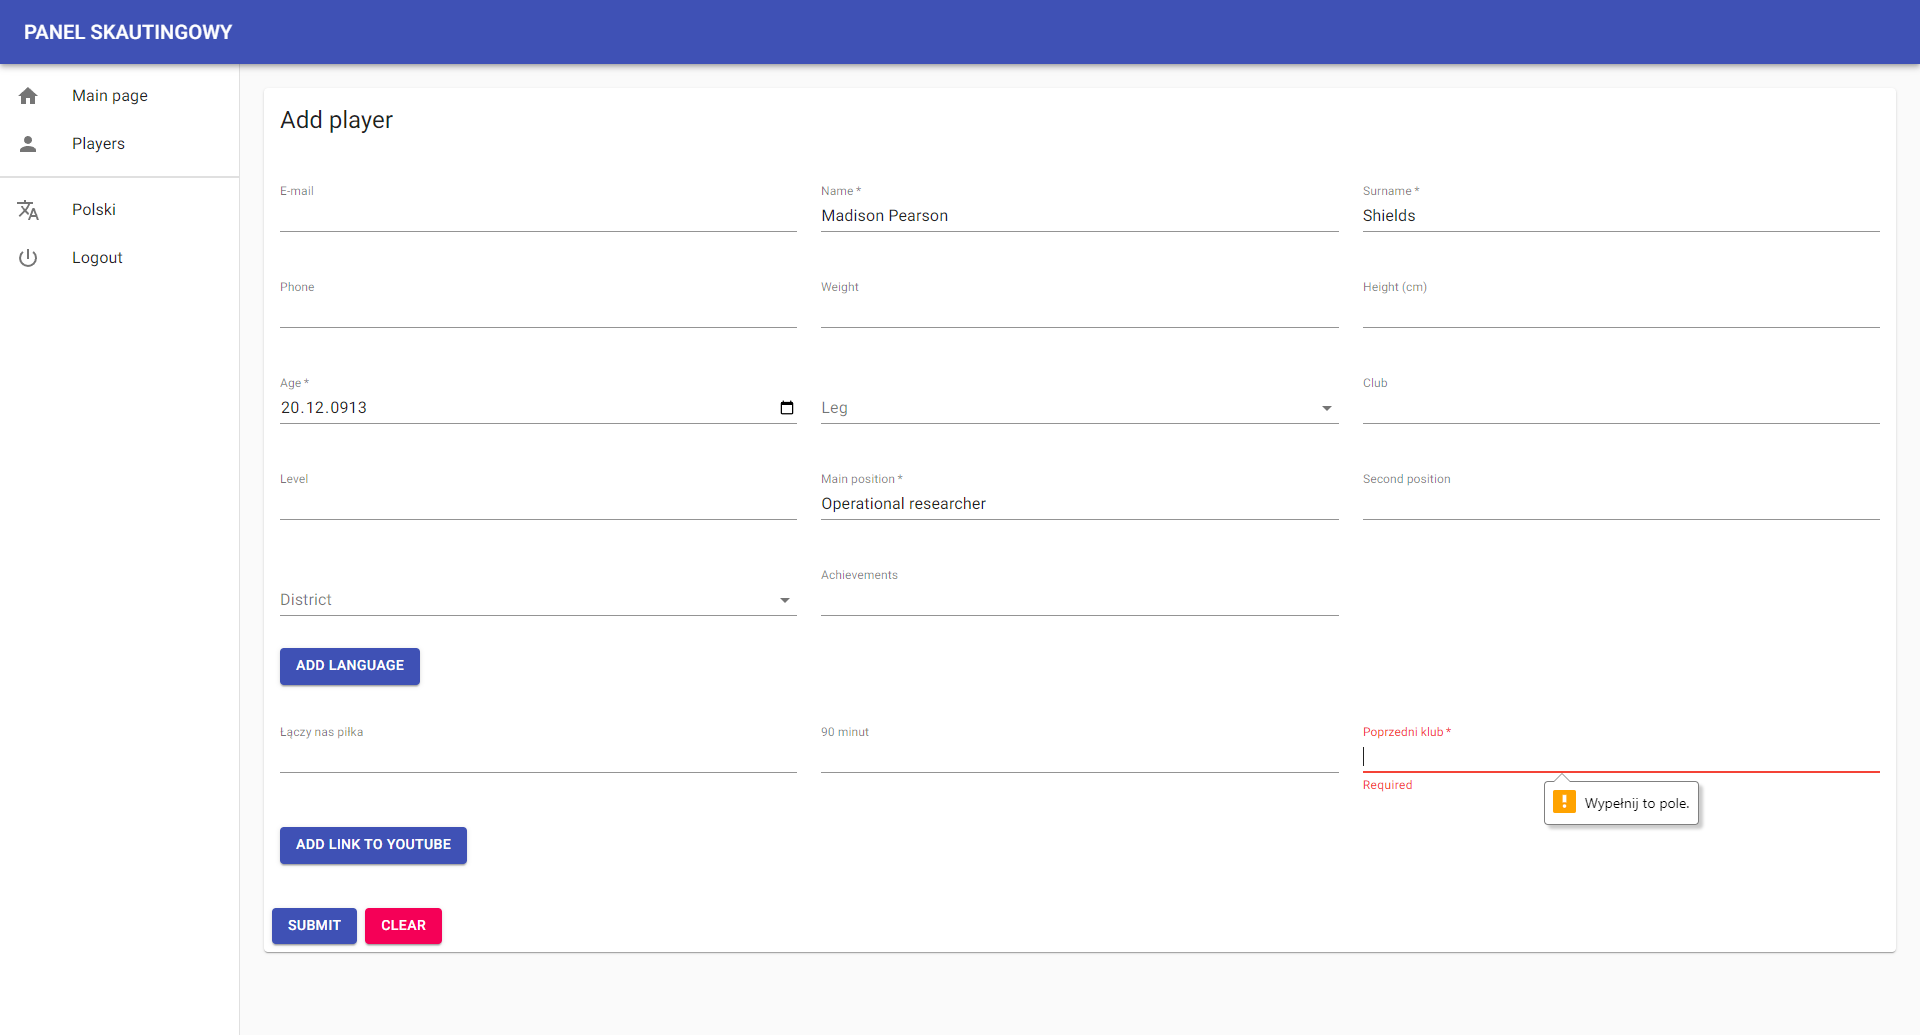 PANEL SKAUTINGOWY
Main page
Players
Polski
Logout
Add player
E-mail
Name *
Madison Pearson
Surname *
Shields
Phone
Weight
Height (cm)
Age *
20.12.0913
Leg
Club
Level
Main position *
Operational researcher
Second position
District
Achievements
ADD LANGUAGE
Łączy nas piłka
90 minut
Poprzedni klub *
Required
Wypełnij to pole.
ADD LINK TO YOUTUBE
SUBMIT
CLEAR